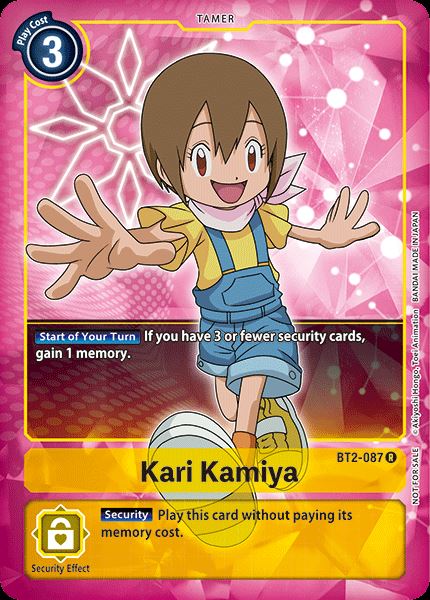 TAMER
Play Cost
3
Start of Your Turn If you have 3 or fewer security cards,
gain 1 memory.
BT2-087 R
Kari Kamiya
Security Play this card without paying its
memory cost.
Security Effect
NOT FOR SALE © Akiyoshi Hongo, Toei Animation BANDAI MADE IN JAPAN